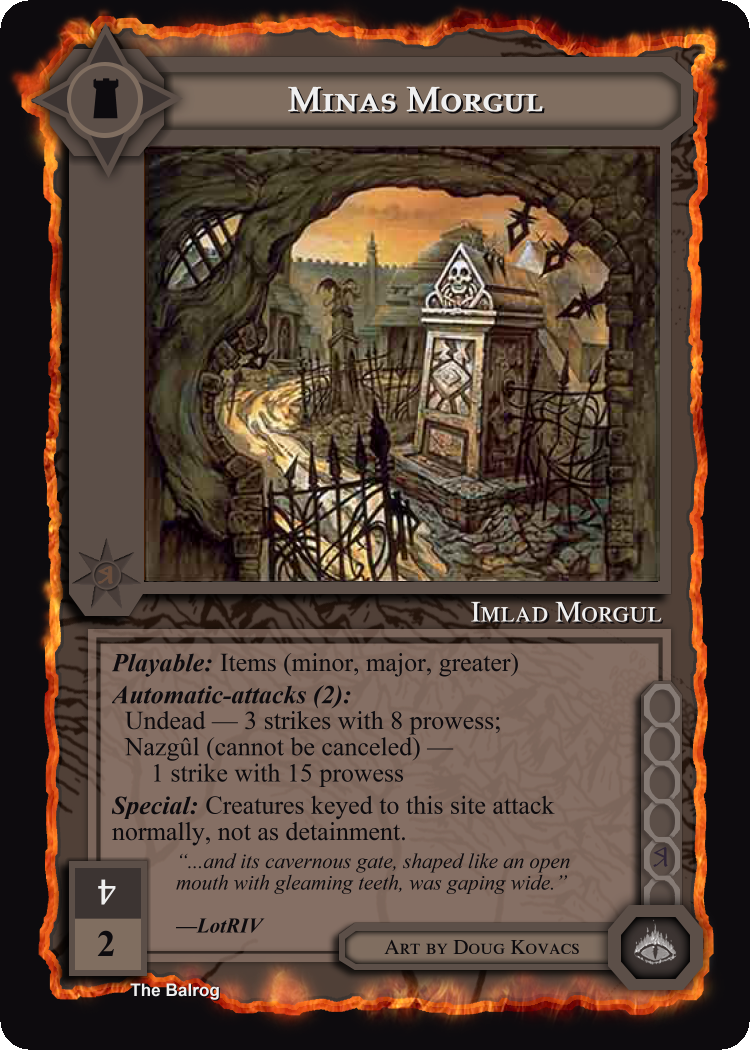 Minas Morgul
Imlad Morgul
Playable: Items (minor, major, greater)
Automatic-attacks (2):
Undead — 3 strikes with 8 prowess;
Nazgûl (cannot be canceled) —
1 strike with 15 prowess
Special: Creatures keyed to this site attack
normally, not as detainment.
“...and its cavernous gate, shaped like an open
mouth with gleaming teeth, was gaping wide.”
—LotRIV
4
2
Art by Doug Kovacs
The Balrog